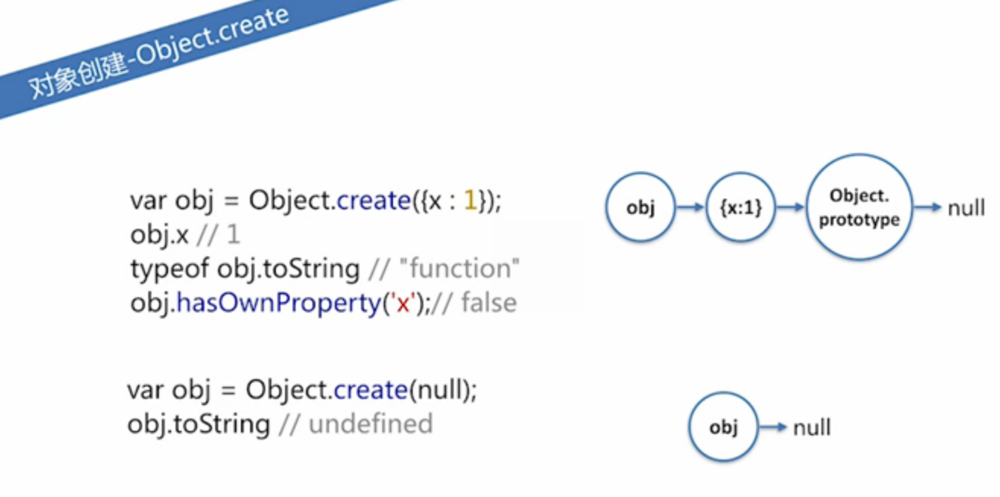 对象创建-Object.create
var obj = Object.create({x : 1});
obj.x // 1
typeof obj.toString // "function"
obj.hasOwnProperty('x');// false
obj
{x:1}
Object.
prototype
null
var obj = Object.create(null);
obj.toString // undefined
obj
null